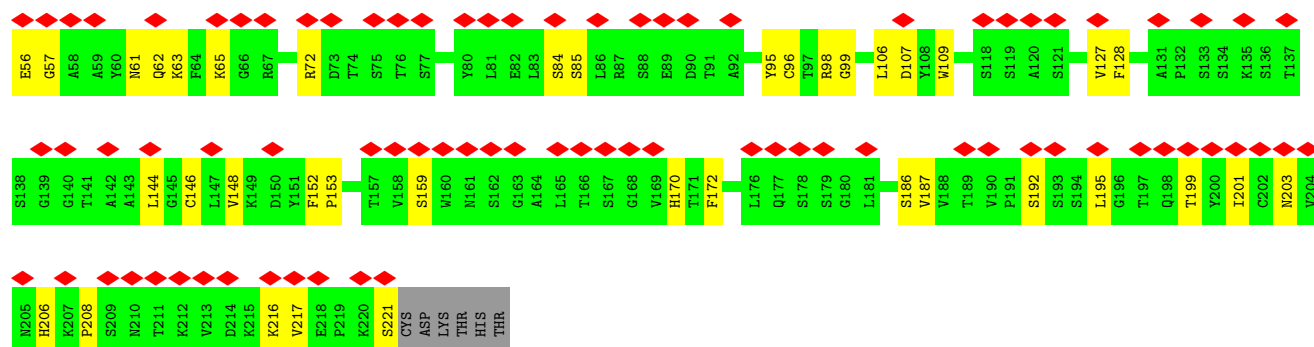 E56 G57 A58 A59 Y60 N61 Q62 K63 F64 K65 G66 R67 R72 D73 T74 S75 T76 S77 Y80 L81 E82 L83 S84 S85 L86 R87 S88 E89 D90 T91 A92 Y95 C96 T97 R98 G99 L106 D107 Y108 W109 S118 S119 A120 S121 V127 F128 A131 P132 S133 S134 K135 S136 T137
S138 G139 G140 T141 A142 A143 L144 G145 C146 L147 V148 K149 D150 Y151 F152 P153 T157 V158 S159 W160 N161 S162 G163 A164 L165 T166 S167 G168 V169 H170 T171 F172 L176 Q177 S178 S179 G180 L181 S186 V187 V188 T189 V190 P191 S192 S193 S194 L195 G196 T197 Q198 T199 Y200 I201 C202 N203 V204
N205 H206 K207 P208 S209 N210 T211 K212 V213 D214 K215 K216 V217 E218 P219 K220 S221 CYS ASP LYS THR HIS THR